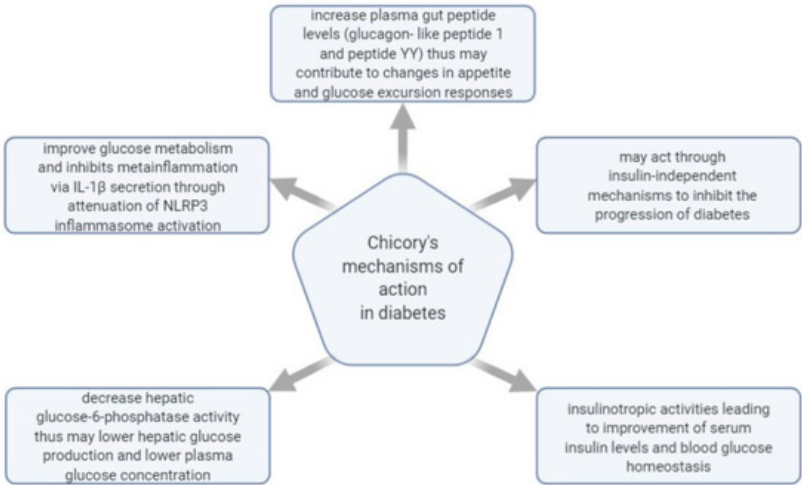 increase plasma gut peptide
levels (glucagon- like peptide 1
and peptide YY) thus may
contribute to changes in appetite
and glucose excursion responses
improve glucose metabolism
and inhibits metainflammation
via IL-1β secretion through
attenuation of NLRP3
inflammasome activation
may act through
insulin-independent
mechanisms to inhibit the
progression of diabetes
Chicory's
mechanisms of
action
in diabetes
decrease hepatic
glucose-6-phosphatase activity
thus may lower hepatic glucose
production and lower plasma
glucose concentration
insulinotropic activities leading
to improvement of serum
insulin levels and blood glucose
homeostasis